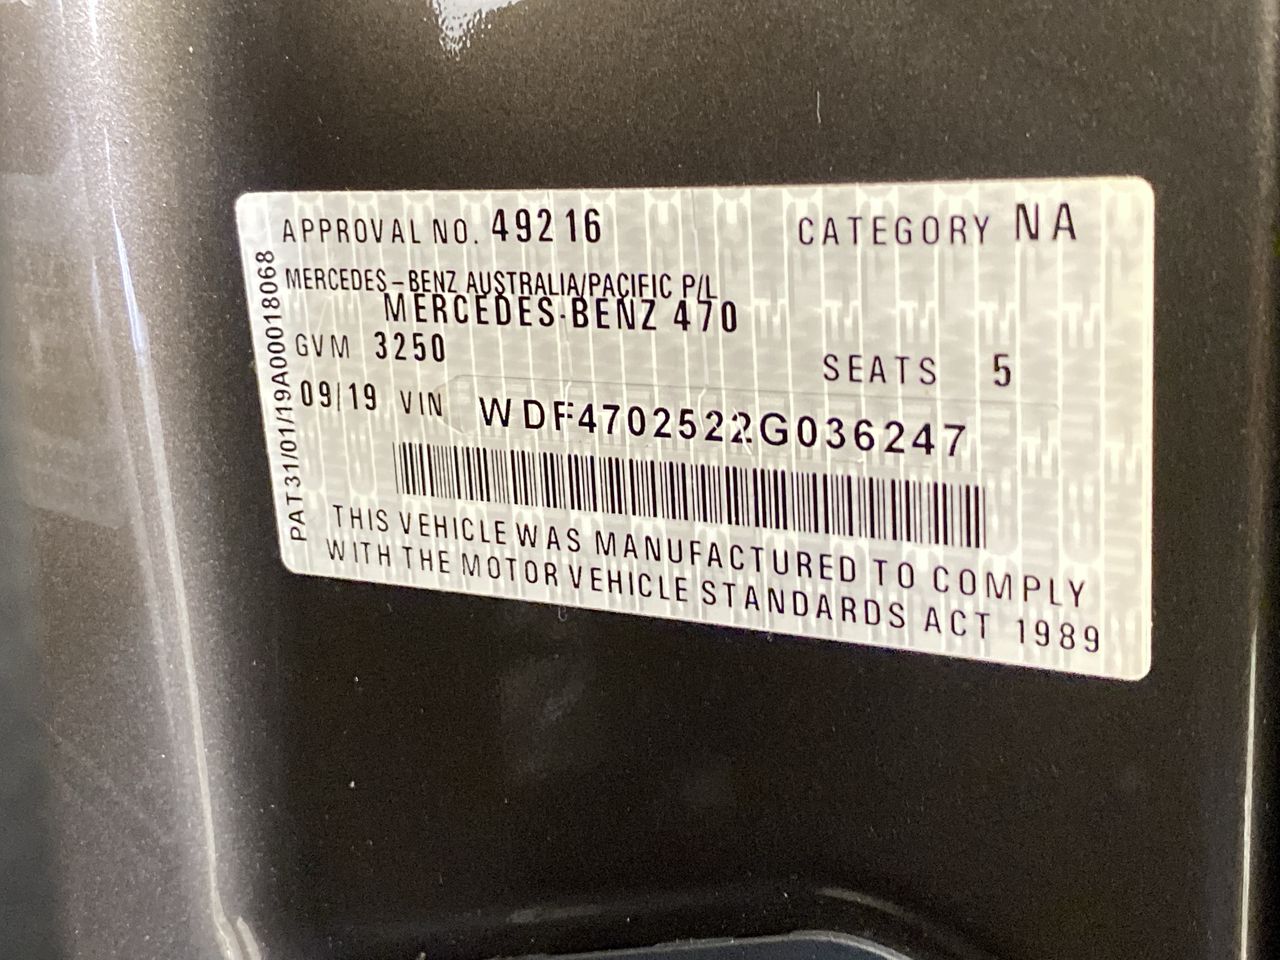 APPROVAL NO. 49216 CATEGORY NA
MERCEDES-BENZ AUSTRALIA/PACIFIC P/L
MERCEDES-BENZ 470
GVM 3250 SEATS 5
09/19 VIN WDF4702522G036247
THIS VEHICLE WAS MANUFACTURED TO COMPLY
WITH THE MOTOR VEHICLE STANDARDS ACT 1989
PAT31/01/19A00018068